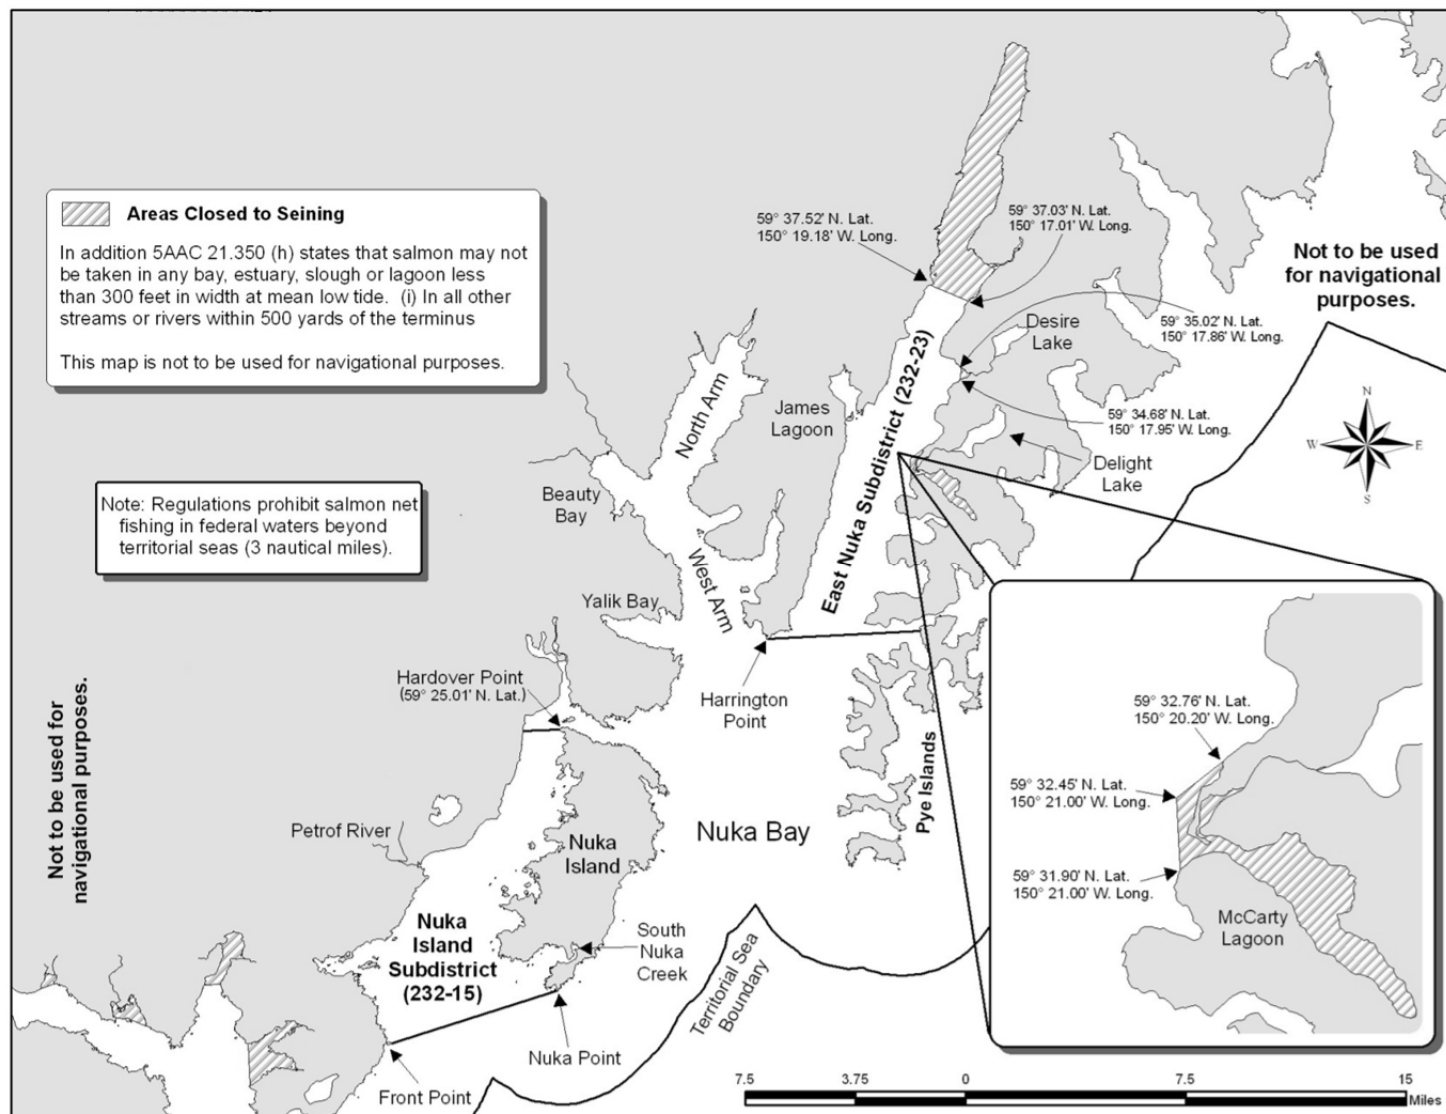 Areas Closed to Seining
In addition 5AAC 21.350 (h) states that salmon may not
be taken in any bay, estuary, slough or lagoon less
than 300 feet in width at mean low tide.  (i) In all other
streams or rivers within 500 yards of the terminus
This map is not to be used for navigational purposes.
Note: Regulations prohibit salmon net
fishing in federal waters beyond
territorial seas (3 nautical miles).
Not to be used for
navigational purposes.
59° 37.52' N. Lat.
150° 19.18' W. Long.
59° 37.03' N. Lat.
150° 17.01' W. Long.
Not to be used
for navigational
purposes.
Desire
Lake
59° 35.02' N. Lat.
150° 17.86' W. Long.
59° 34.68' N. Lat.
150° 17.95' W. Long.
Delight
Lake
N
W
E
S
James
Lagoon
North Arm
East Nuka Subdistrict (232-23)
Beauty
Bay
West Arm
Yalik Bay
Hardover Point
(59° 25.01' N. Lat.)
Harrington
Point
Pye Islands
Petrof River
Nuka
Island
Nuka Bay
Nuka
Island
Subdistrict
(232-15)
South
Nuka
Creek
Territorial Sea
Boundary
Nuka Point
Front Point
59° 32.76' N. Lat.
150° 20.20' W. Long.
59° 32.45' N. Lat.
150° 21.00' W. Long.
59° 31.90' N. Lat.
150° 21.00' W. Long.
McCarty
Lagoon
7.5 3.75 0 7.5 15
Miles